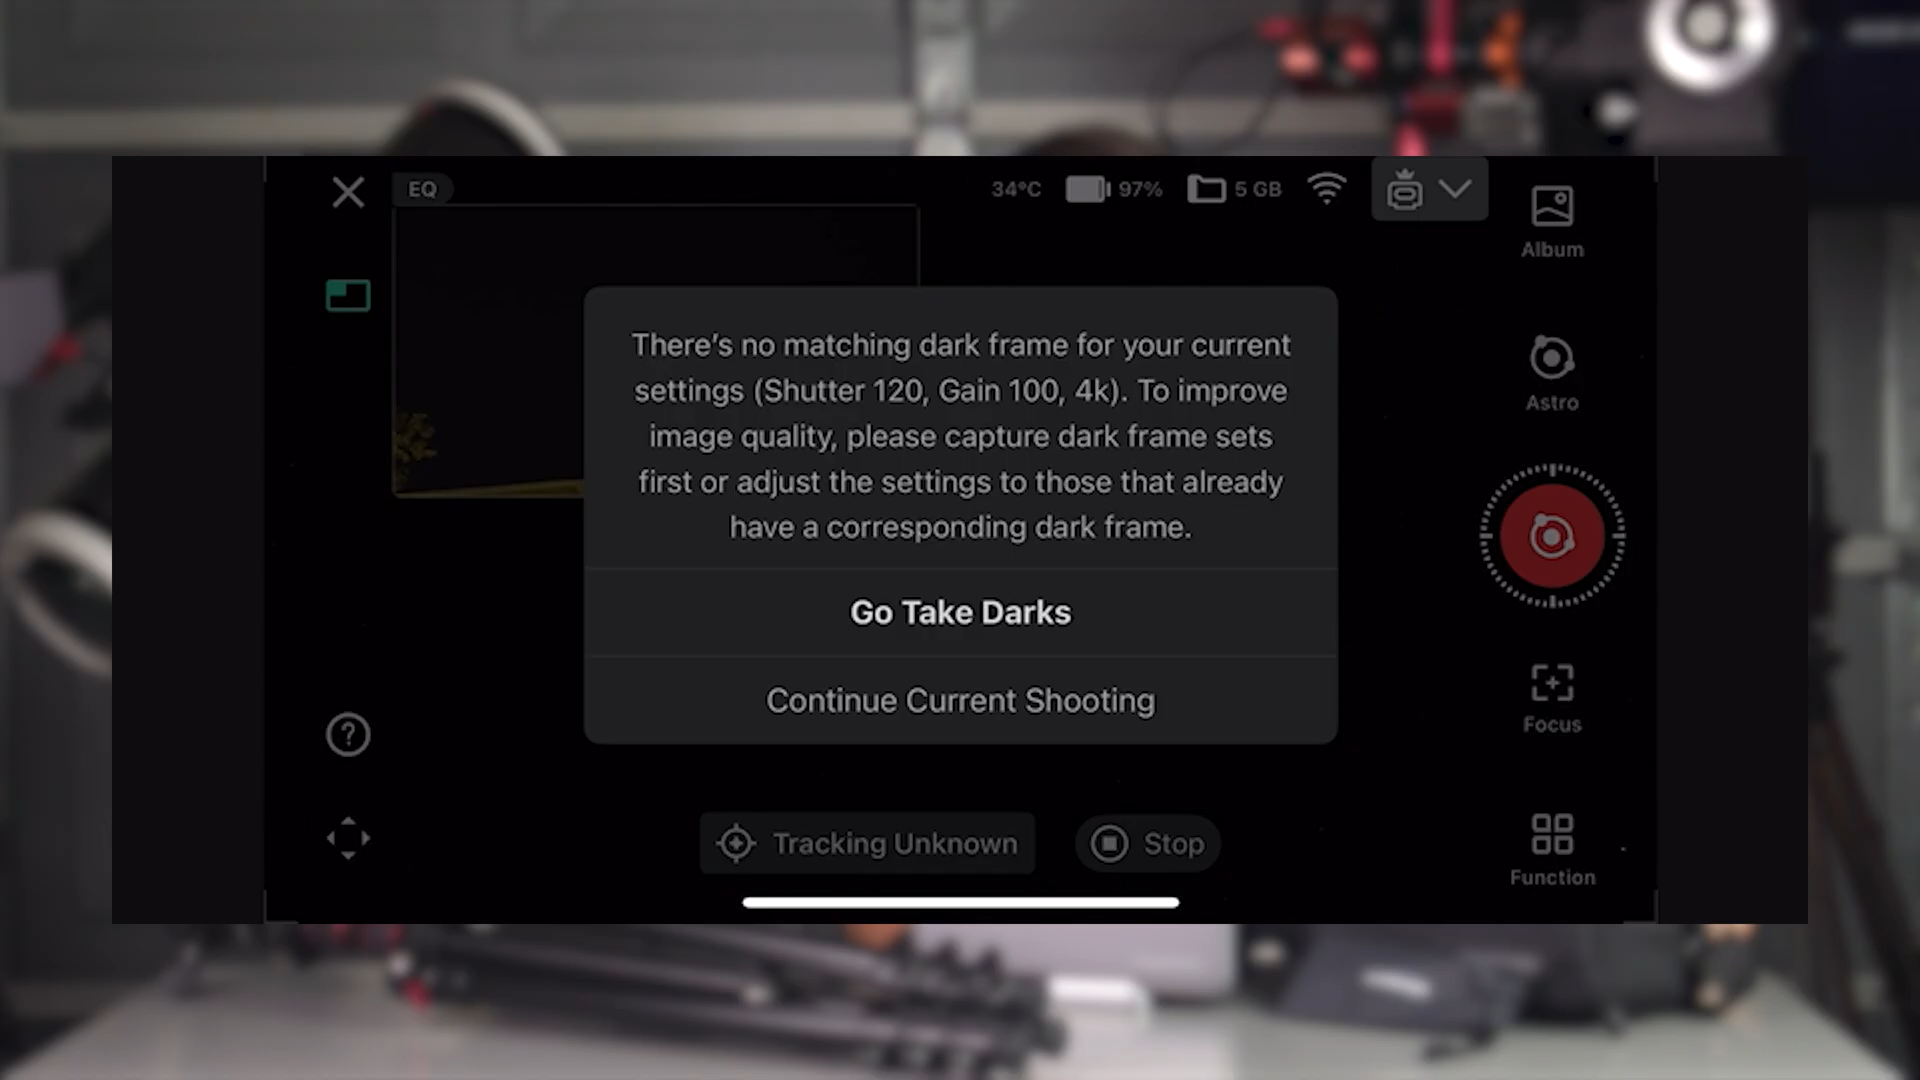 EQ
34°C
97%
5 GB
Album
There's no matching dark frame for your current
settings (Shutter 120, Gain 100, 4k). To improve
image quality, please capture dark frame sets
first or adjust the settings to those that already
have a corresponding dark frame.
Go Take Darks
Continue Current Shooting
Astro
Focus
Function
Tracking Unknown
Stop